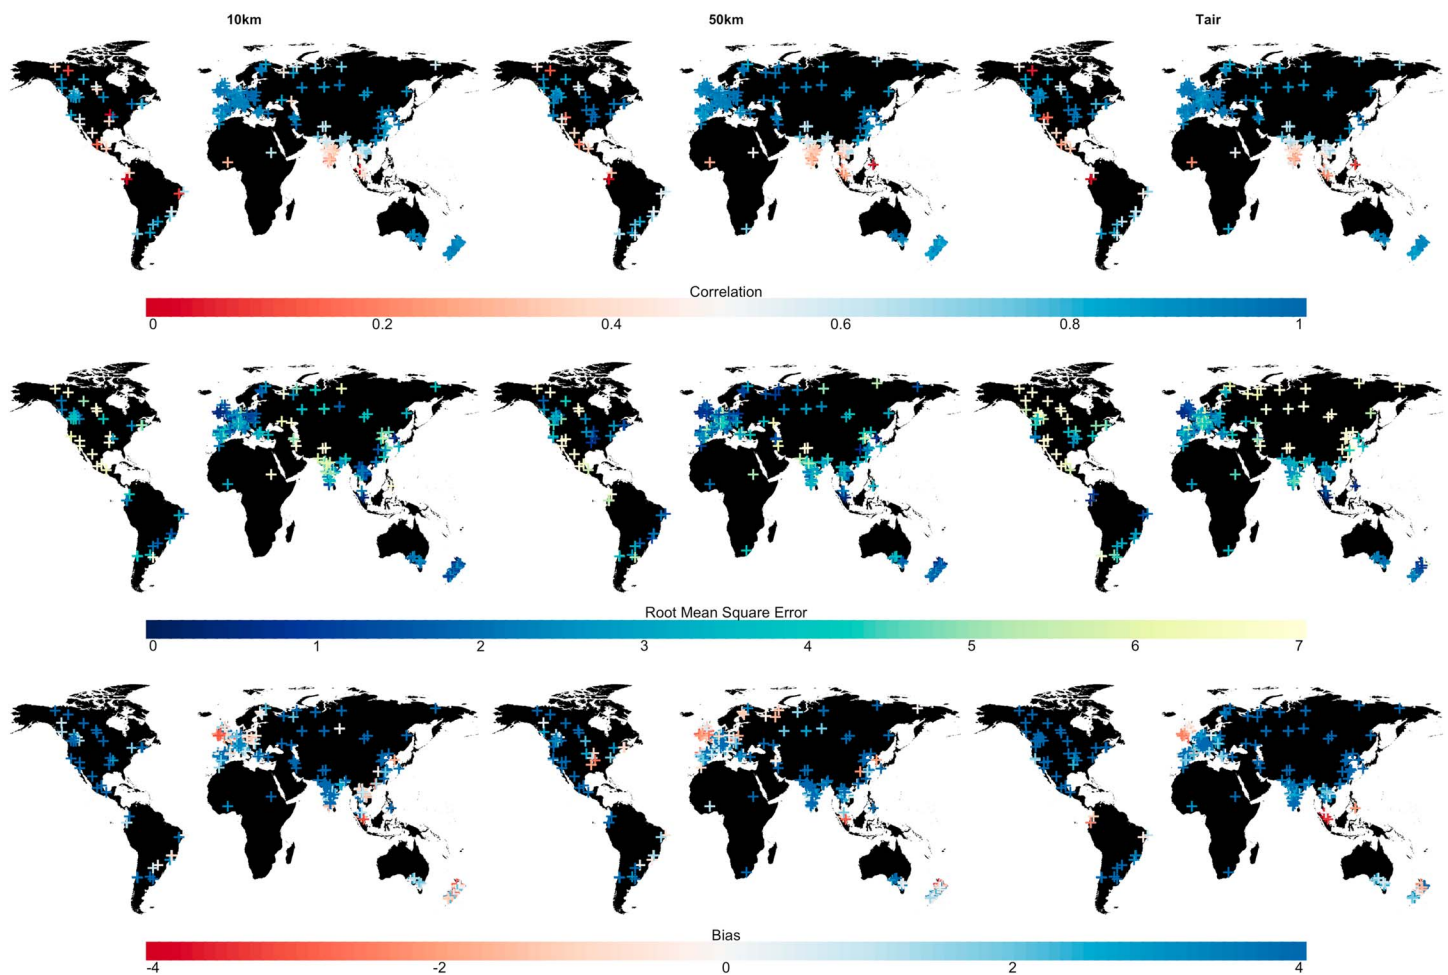 10km 50km Tair
Correlation
0 0.2 0.4 0.6 0.8 1
Root Mean Square Error
0 1 2 3 4 5 6 7
Bias
-4 -2 0 2 4